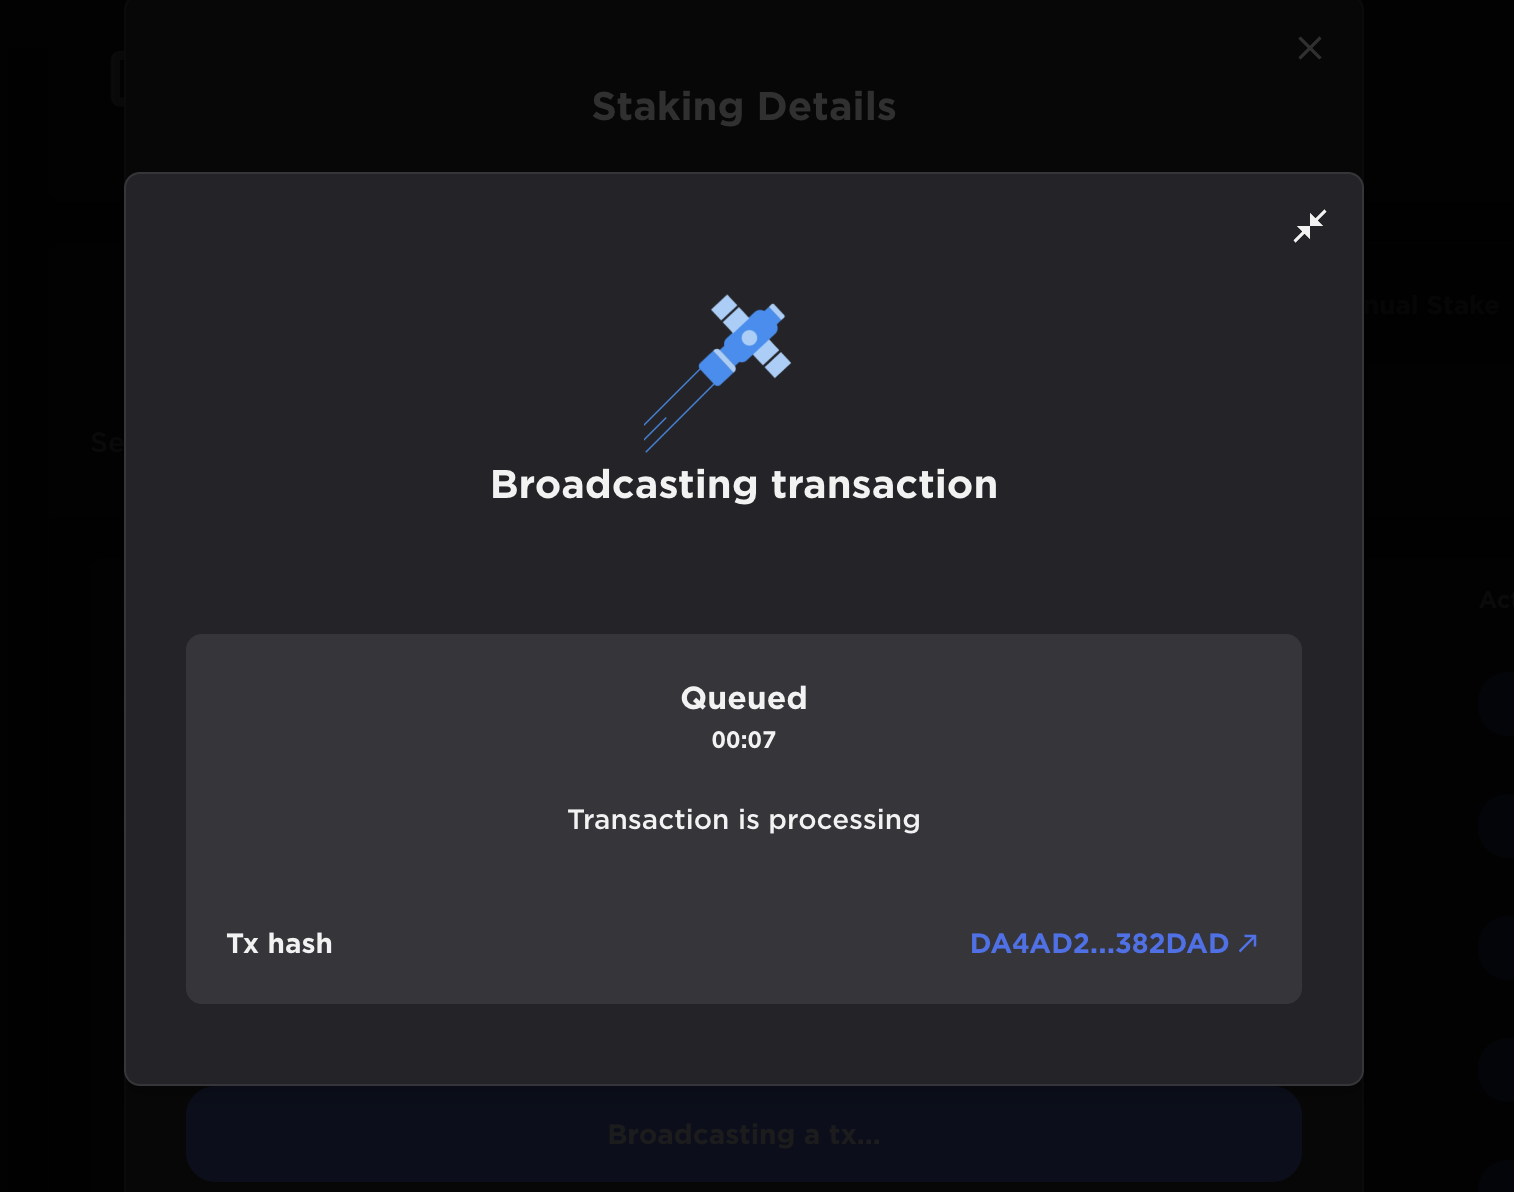 Staking Details
nual Stake
Se
Broadcasting transaction
Ac
Queued
00:07
Transaction is processing
Tx hash
DA4AD2...382DAD
Broadcasting a tx...